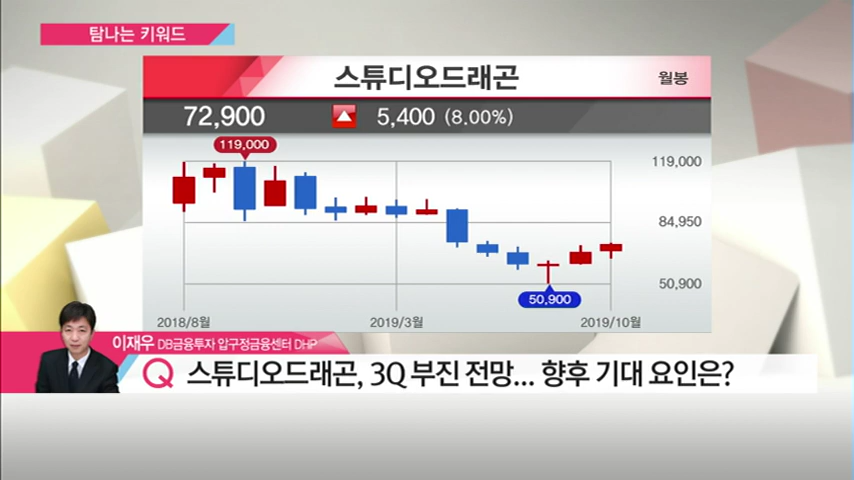 탐나는 키워드
스튜디오드래곤
월봉
72,900 ▲ 5,400 (8.00%)
119,000
119,000
84,950
50,900
50,900
2018/8월
2019/3월
2019/10월
이재우 DB금융투자 압구정금융센터 DHP
Q 스튜디오드래곤, 3Q 부진 전망... 향후 기대 요인은?